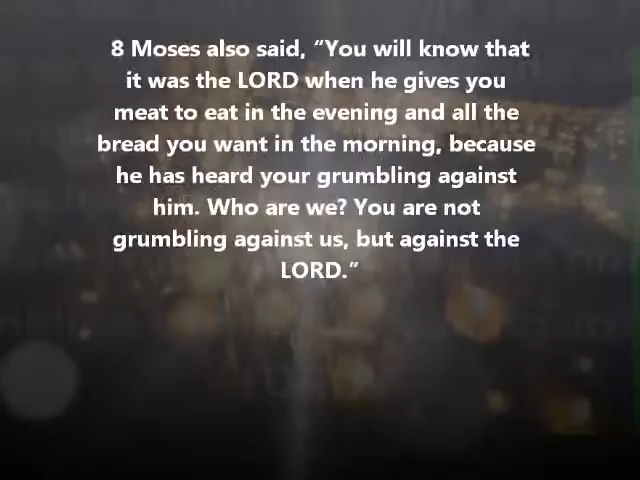 8 Moses also said, “You will know that
it was the LORD when he gives you
meat to eat in the evening and all the
bread you want in the morning, because
he has heard your grumbling against
him. Who are we? You are not
grumbling against us, but against the
LORD.”